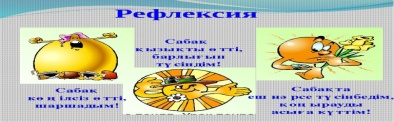 Рефлексия
Сабақ
қызықты өтті,
барлығын
түсіндім!
Сабақ
көңілсіз өтті,
шаршадым!
Сабақта
еш нәрсе түсінбедім,
қоңырауды
асыға күттім!